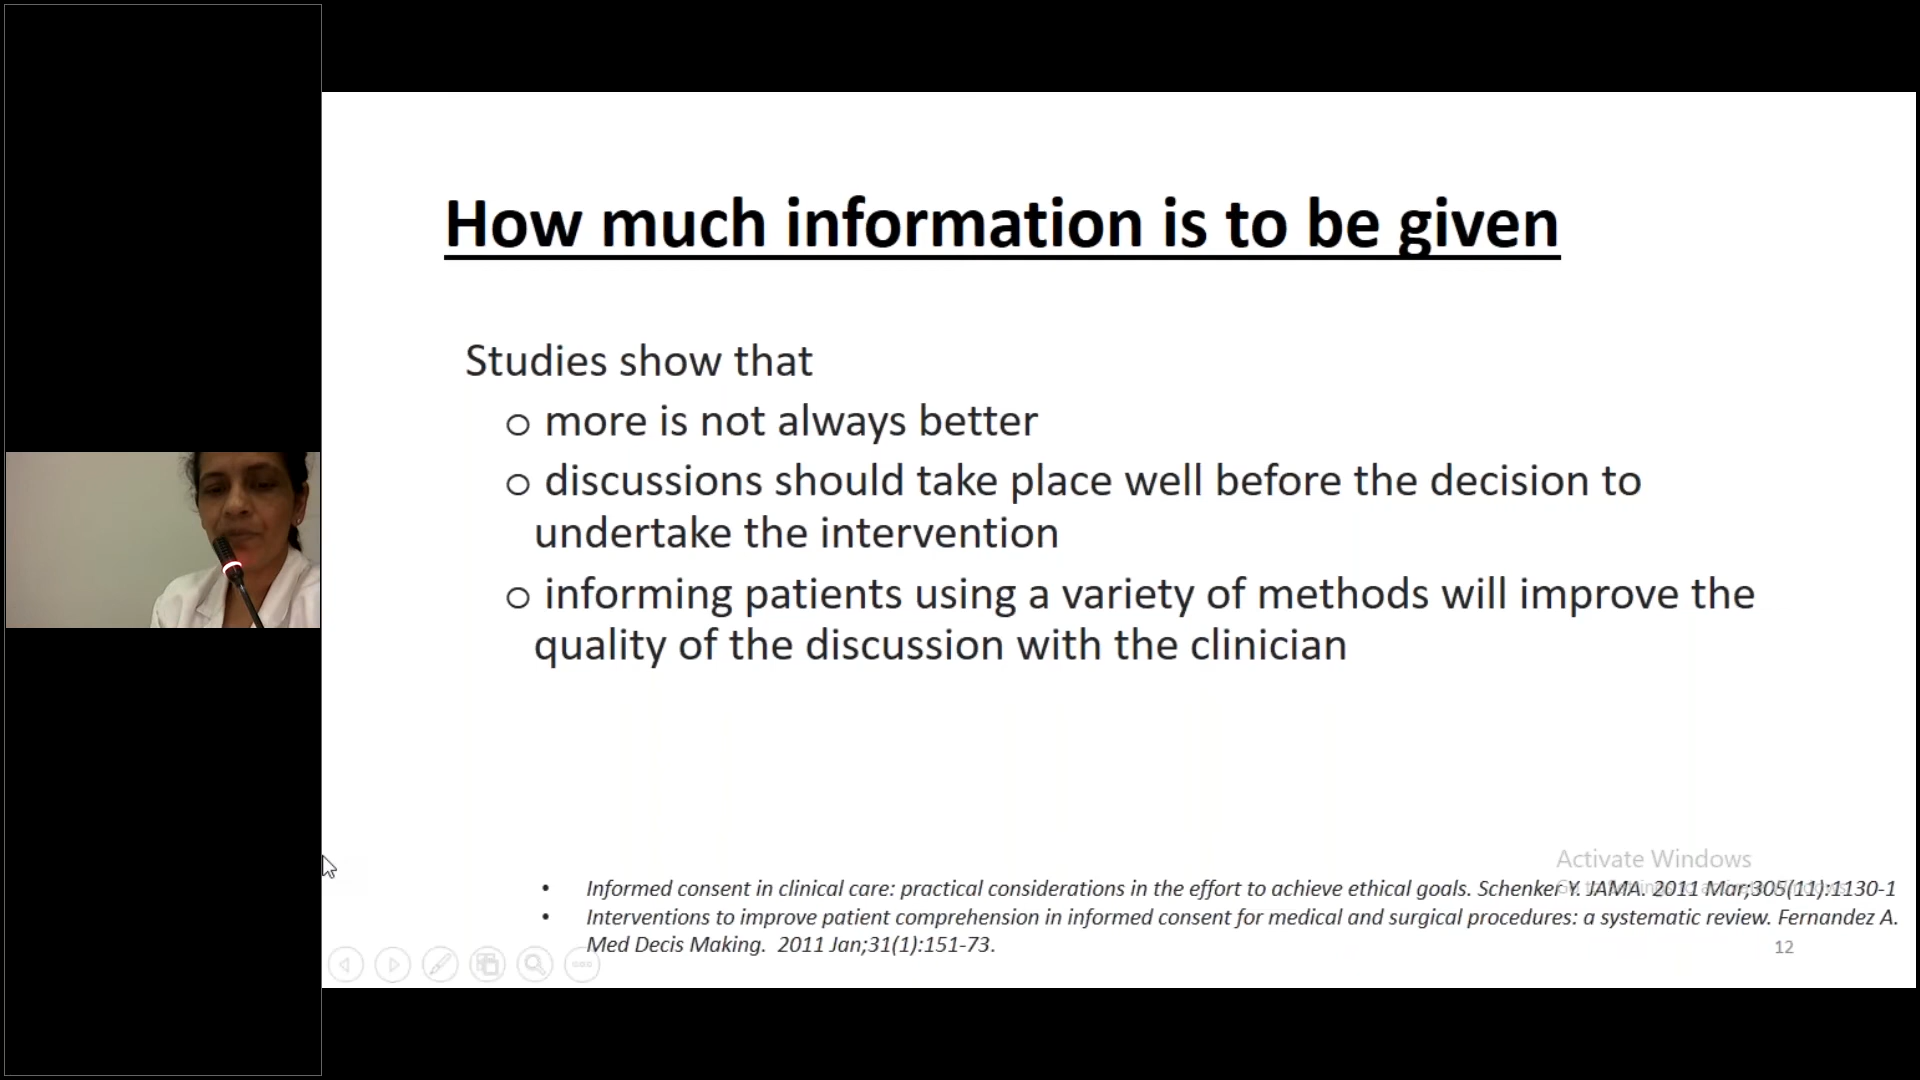 How much information is to be given
Studies show that
o more is not always better
o discussions should take place well before the decision to
undertake the intervention
o informing patients using a variety of methods will improve the
quality of the discussion with the clinician
Activate Windows
• Informed consent in clinical care: practical considerations in the effort to achieve ethical goals. Schenker Y. JAMA. 2011 Mar;305(11):1130-1
• Interventions to improve patient comprehension in informed consent for medical and surgical procedures: a systematic review. Fernandez A.
Med Decis Making. 2011 Jan;31(1):151-73.
12